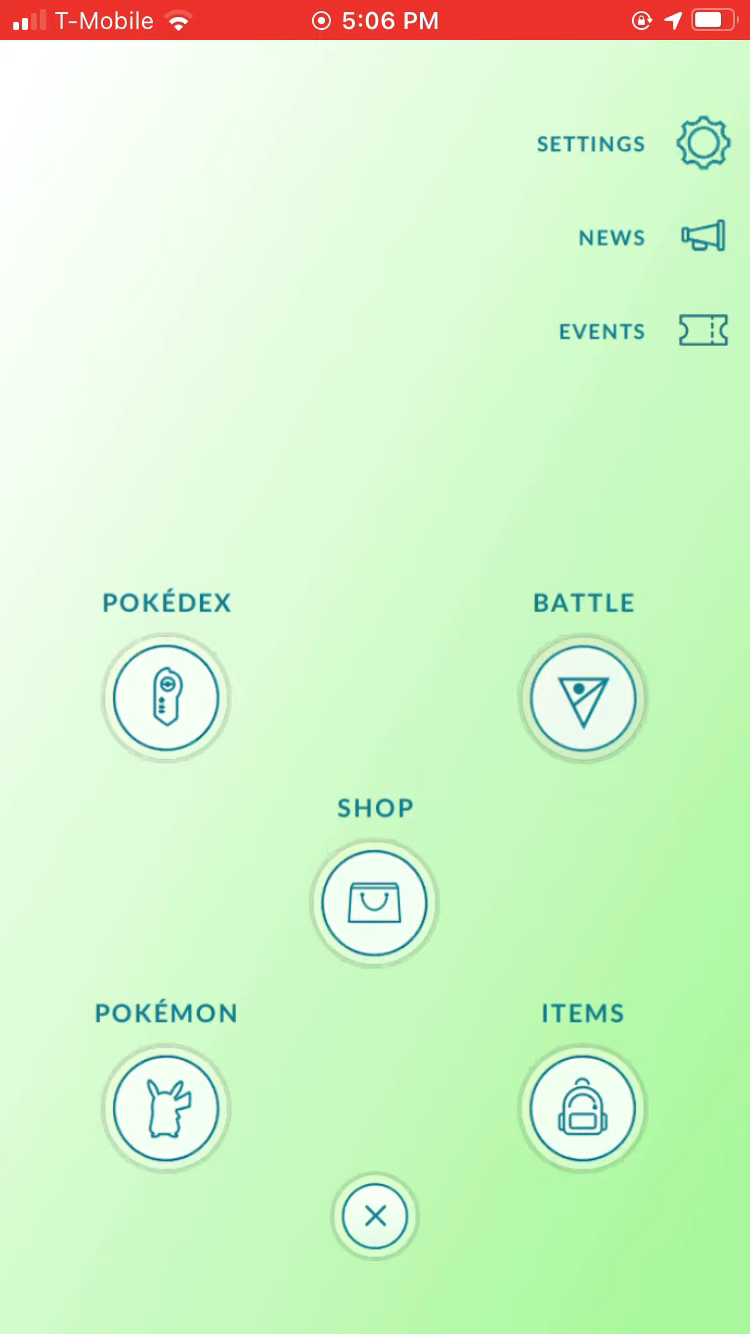 T-Mobile 5:06 PM
SETTINGS
NEWS
EVENTS
POKÉDEX
BATTLE
SHOP
POKÉMON
ITEMS